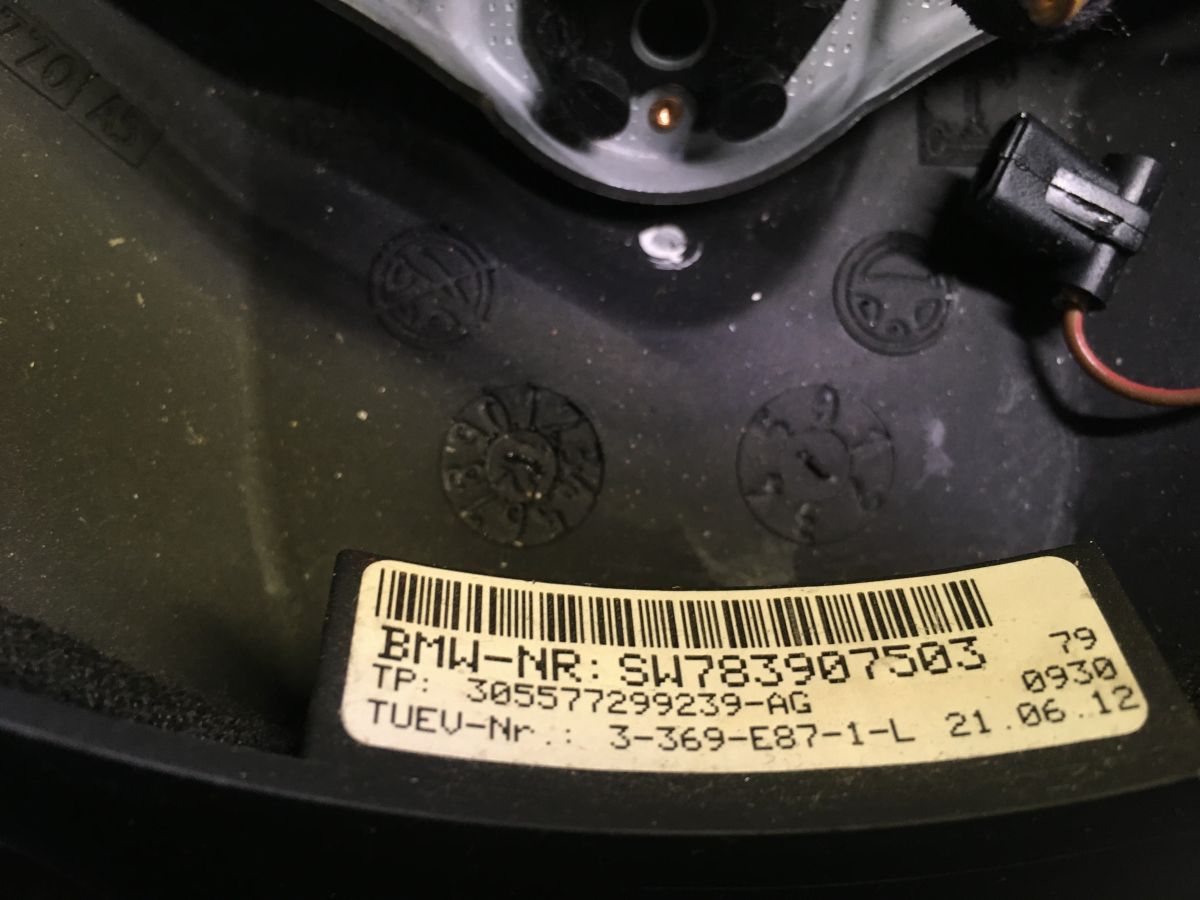 BMW-NR: SW783907503 79
TP: 305577299239-AG 0930
TUEV-Nr.: 3-369-E87-1-L 21.06.12